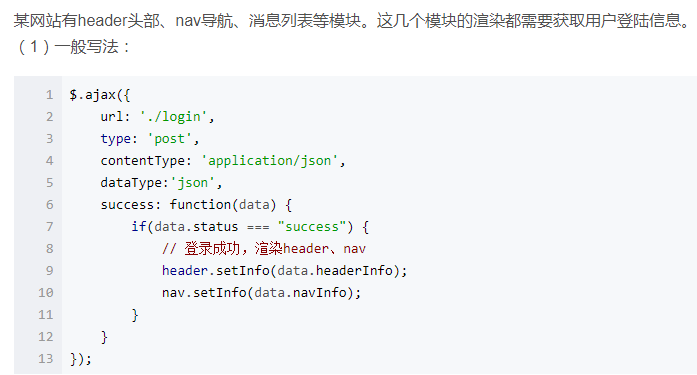 某网站有header头部、nav导航、消息列表等模块。这几个模块的渲染都需要获取用户登陆信息。
（1）一般写法：
1 $.ajax({
2     url: './login',
3     type: 'post',
4     contentType: 'application/json',
5     dataType:'json',
6     success: function(data) {
7         if(data.status === "success") {
8             // 登录成功，渲染header、nav
9             header.setInfo(data.headerInfo);
10             nav.setInfo(data.navInfo);
11         }
12     }
13 });